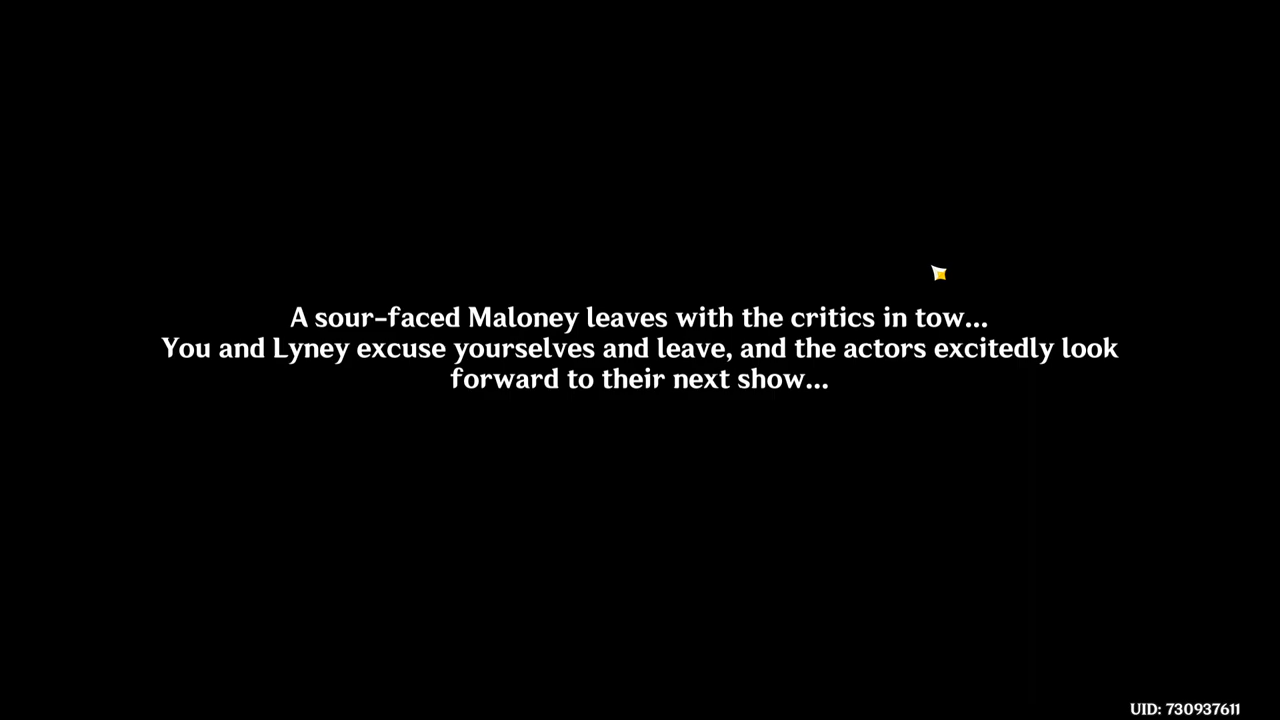 A sour-faced Maloney leaves with the critics in tow...
You and Lyney excuse yourselves and leave, and the actors excitedly look
forward to their next show...
UID: 730937611